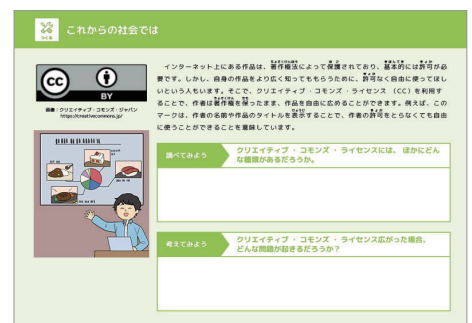 つくる
これからの社会では
cc
BY
画像：クリエイティブ・コモンズ・ジャパン
https://creativecommons.jp/
インターネット上にある作品は、著作権法によって保護されており、基本的には許可が必
要です。しかし、自身の作品をより広く知ってもらうために、許可なく自由に使ってほし
いという人もいます。そこで、クリエイティブ・コモンズ・ライセンス（CC）を利用す
ることで、作者は著作権を保ったまま、作品を自由に広めることができます。例えば、この
マークは、作者の名前や作品のタイトルを表示することで、作者の許可をとらなくても自由
に使うことができることを意味しています。
調べてみよう
クリエイティブ・コモンズ・ライセンスには、ほかにどん
な種類があるだろうか。
考えてみよう
クリエイティブ・コモンズ・ライセンス広がった場合、
どんな問題が起きるだろうか？